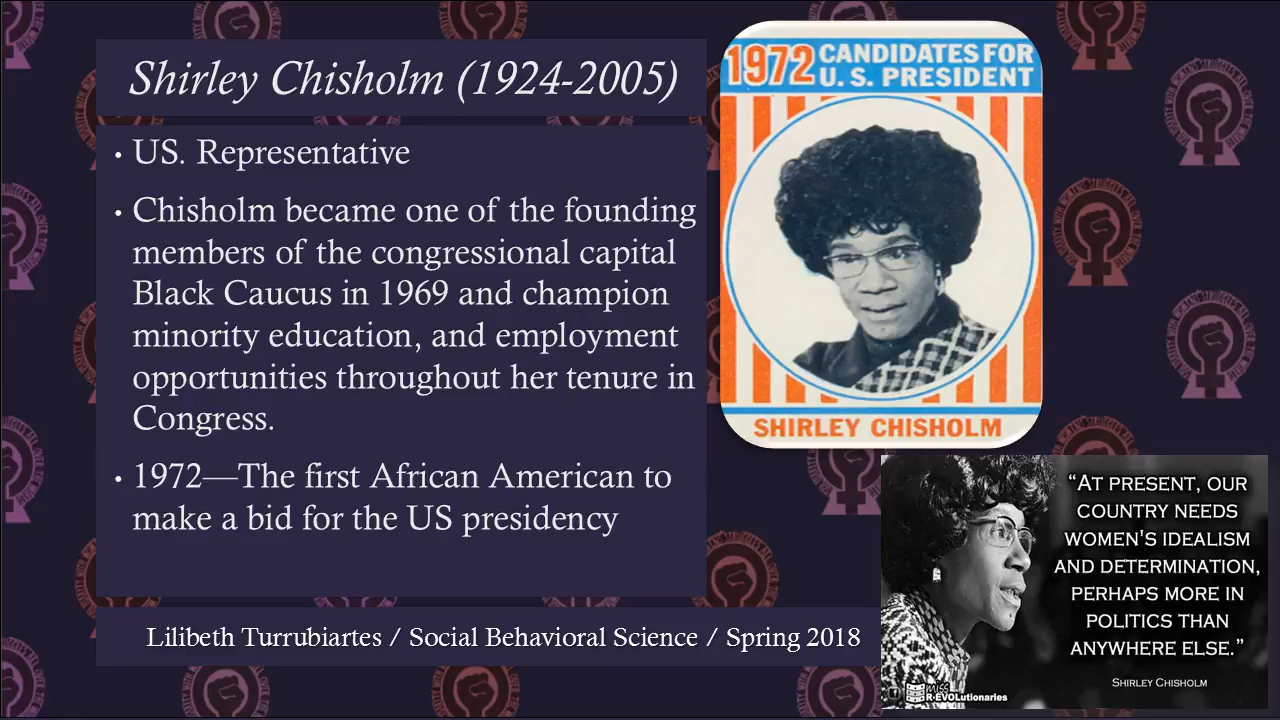 Shirley Chisholm (1924-2005)
• US. Representative
• Chisholm became one of the founding
members of the congressional capital
Black Caucus in 1969 and champion
minority education, and employment
opportunities throughout her tenure in
Congress.
• 1972—The first African American to
make a bid for the US presidency
Lilibeth Turrubiartes / Social Behavioral Science / Spring 2018
1972 CANDIDATES FOR
U. S. PRESIDENT
SHIRLEY CHISHOLM
“AT PRESENT, OUR
COUNTRY NEEDS
WOMEN'S IDEALISM
AND DETERMINATION,
PERHAPS MORE IN
POLITICS THAN
ANYWHERE ELSE.”
SHIRLEY CHISHOLM
MISS
R·EVOLutionaries